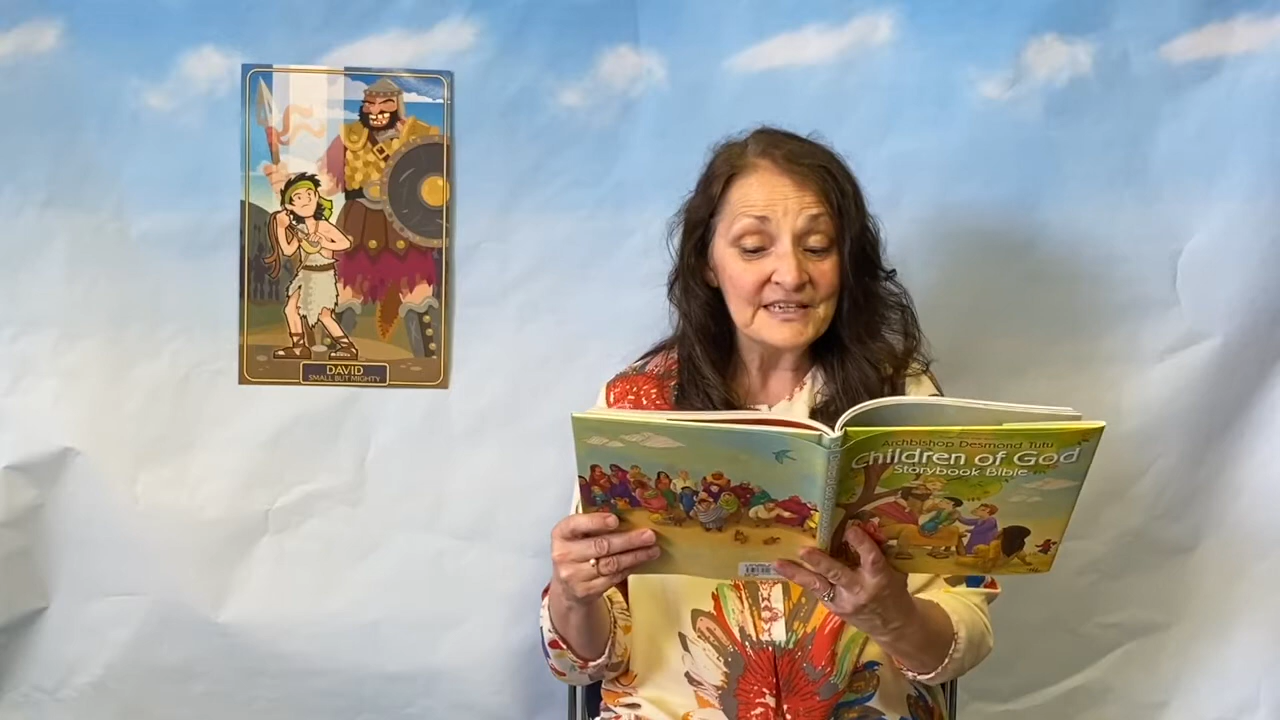 DAVID
SMALL BUT MIGHTY
Archbishop Desmond Tutu
Children of God
Storybook Bible